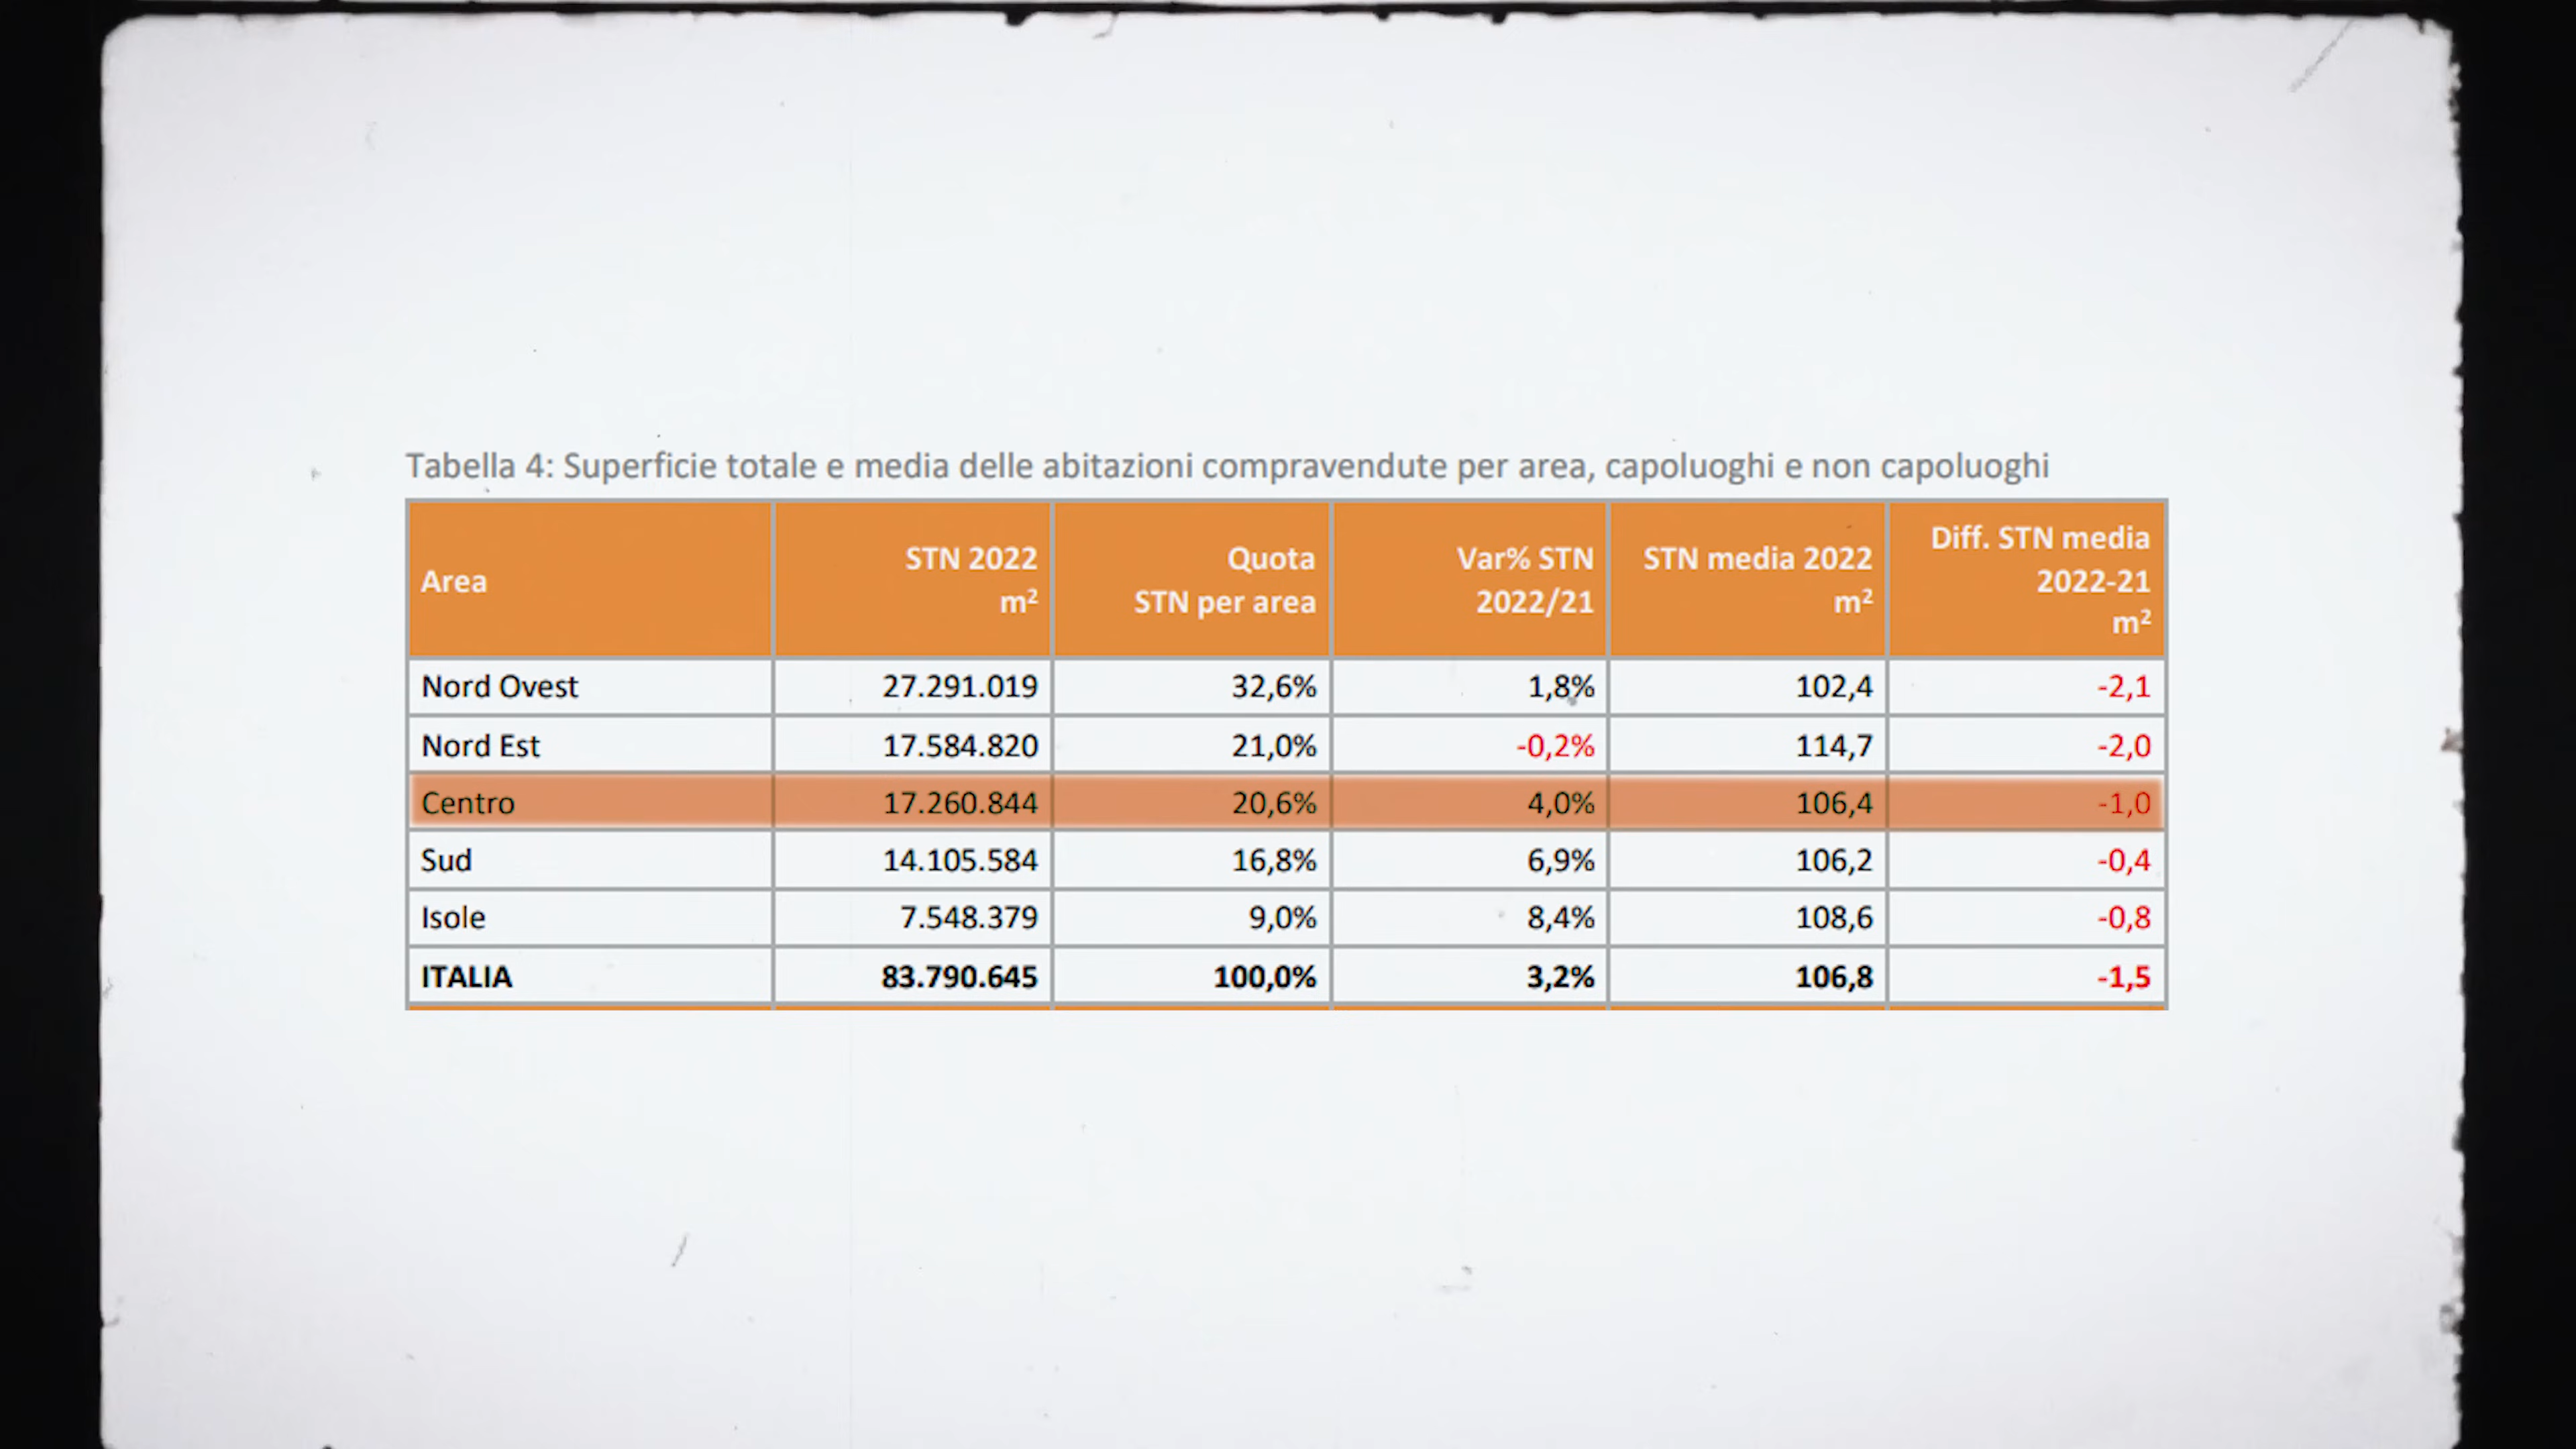 Tabella 4: Superficie totale e media delle abitazioni compravendute per area, capoluoghi e non capoluoghi
Area STN 2022 m² Quota STN per area Var% STN 2022/21 STN media 2022 m² Diff. STN media 2022-21 m²
Nord Ovest 27.291.019 32,6% 1,8% 102,4 -2,1
Nord Est 17.584.820 21,0% -0,2% 114,7 -2,0
Centro 17.260.844 20,6% 4,0% 106,4 -1,0
Sud 14.105.584 16,8% 6,9% 106,2 -0,4
Isole 7.548.379 9,0% 8,4% 108,6 -0,8
ITALIA 83.790.645 100,0% 3,2% 106,8 -1,5